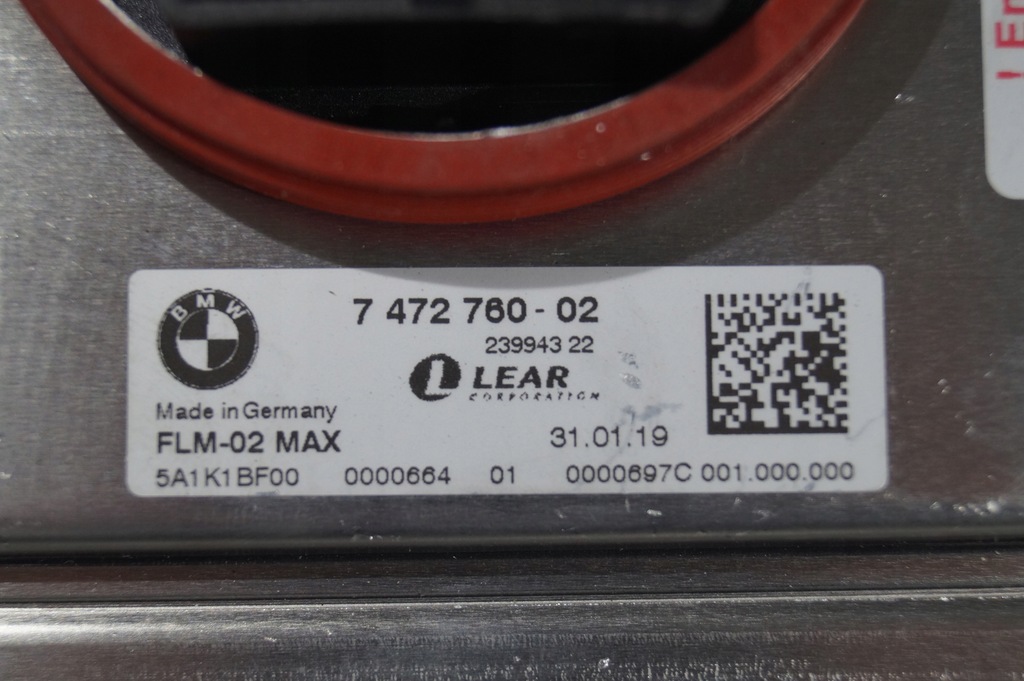 ! En
BMW
7 472 760 - 02
239943 22
LEAR
CORPORATION
Made in Germany
FLM-02 MAX 31.01.19
5A1K1BF00 0000664 01 0000697C 001.000.000